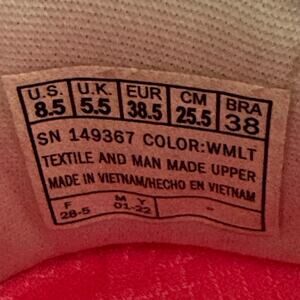 U.S. U.K. EUR CM BRA
8.5 5.5 38.5 25.5 38
SN 149367 COLOR:WMLT
TEXTILE AND MAN MADE UPPER
MADE IN VIETNAM/HECHO EN VIETNAM
F M Y
28-5 01-22 -